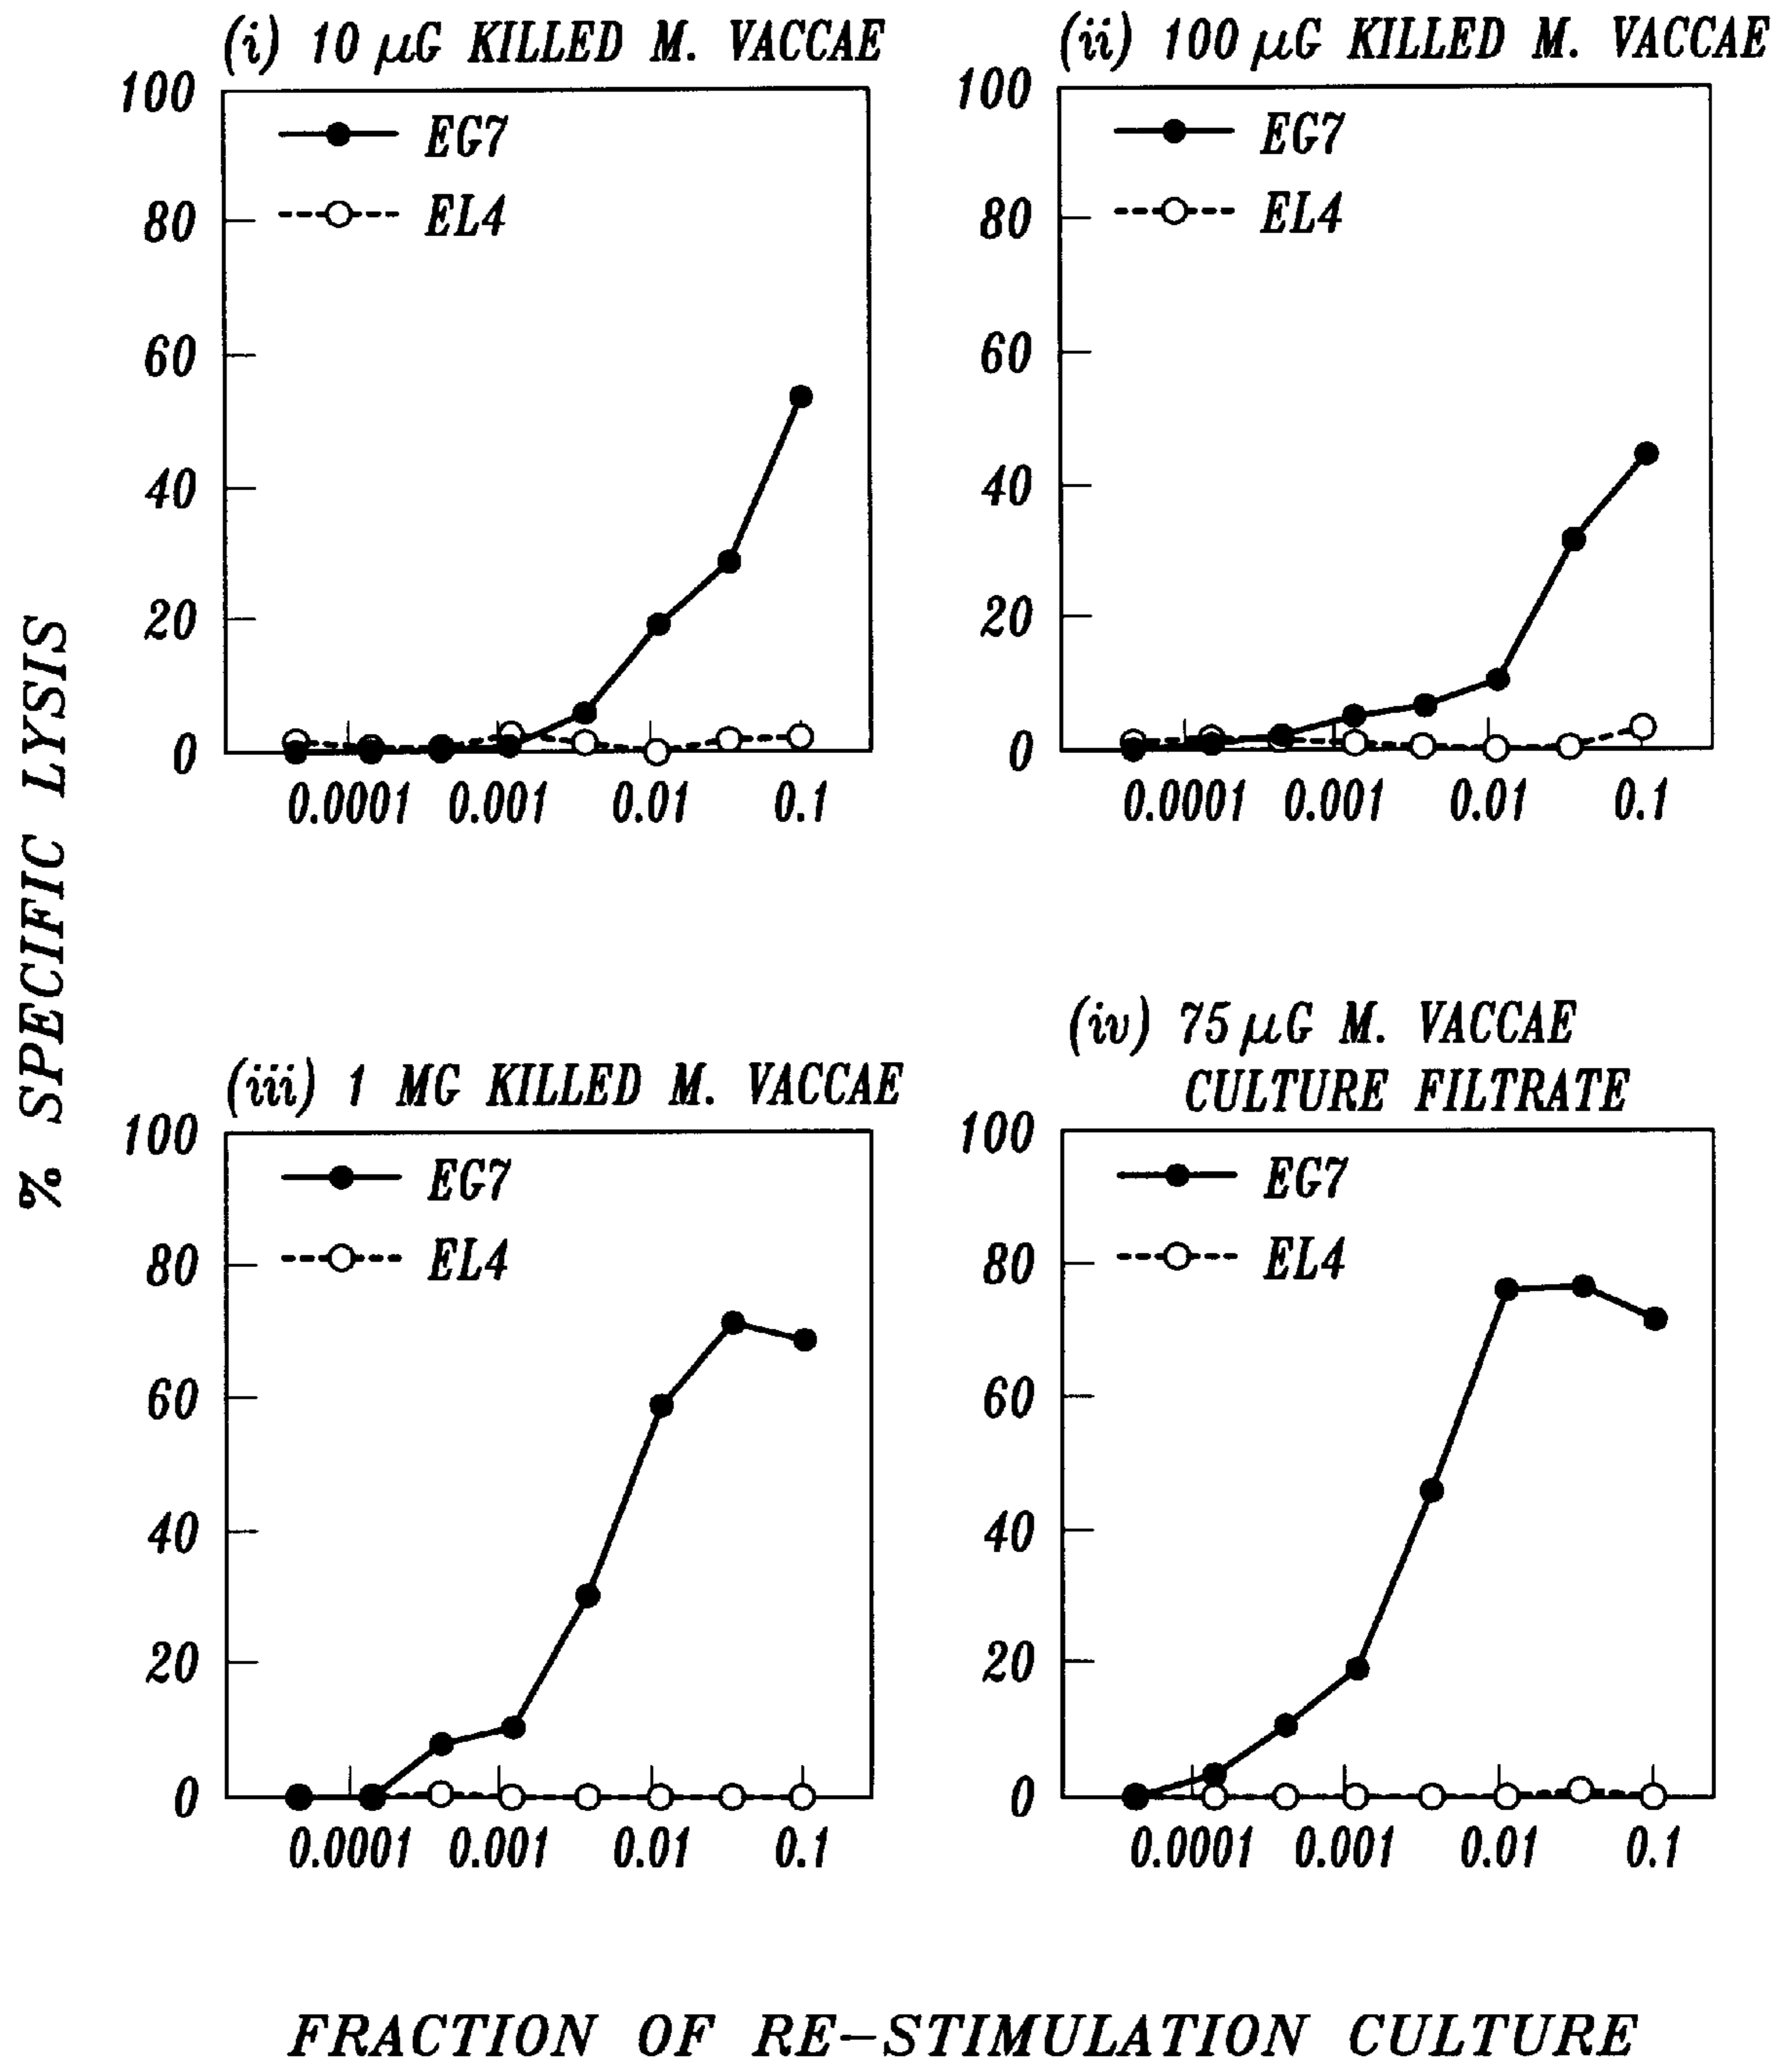 (i) 10 μG KILLED M. VACCAE
100
80
60
40
20
0
EG7
EL4
0.0001 0.001 0.01 0.1
(ii) 100 μG KILLED M. VACCAE
100
80
60
40
20
0
EG7
EL4
0.0001 0.001 0.01 0.1
% SPECIFIC LYSIS
(iii) 1 MG KILLED M. VACCAE
100
80
60
40
20
0
EG7
EL4
0.0001 0.001 0.01 0.1
(iv) 75 μG M. VACCAE
CULTURE FILTRATE
100
80
60
40
20
0
EG7
EL4
0.0001 0.001 0.01 0.1
FRACTION OF RE-STIMULATION CULTURE